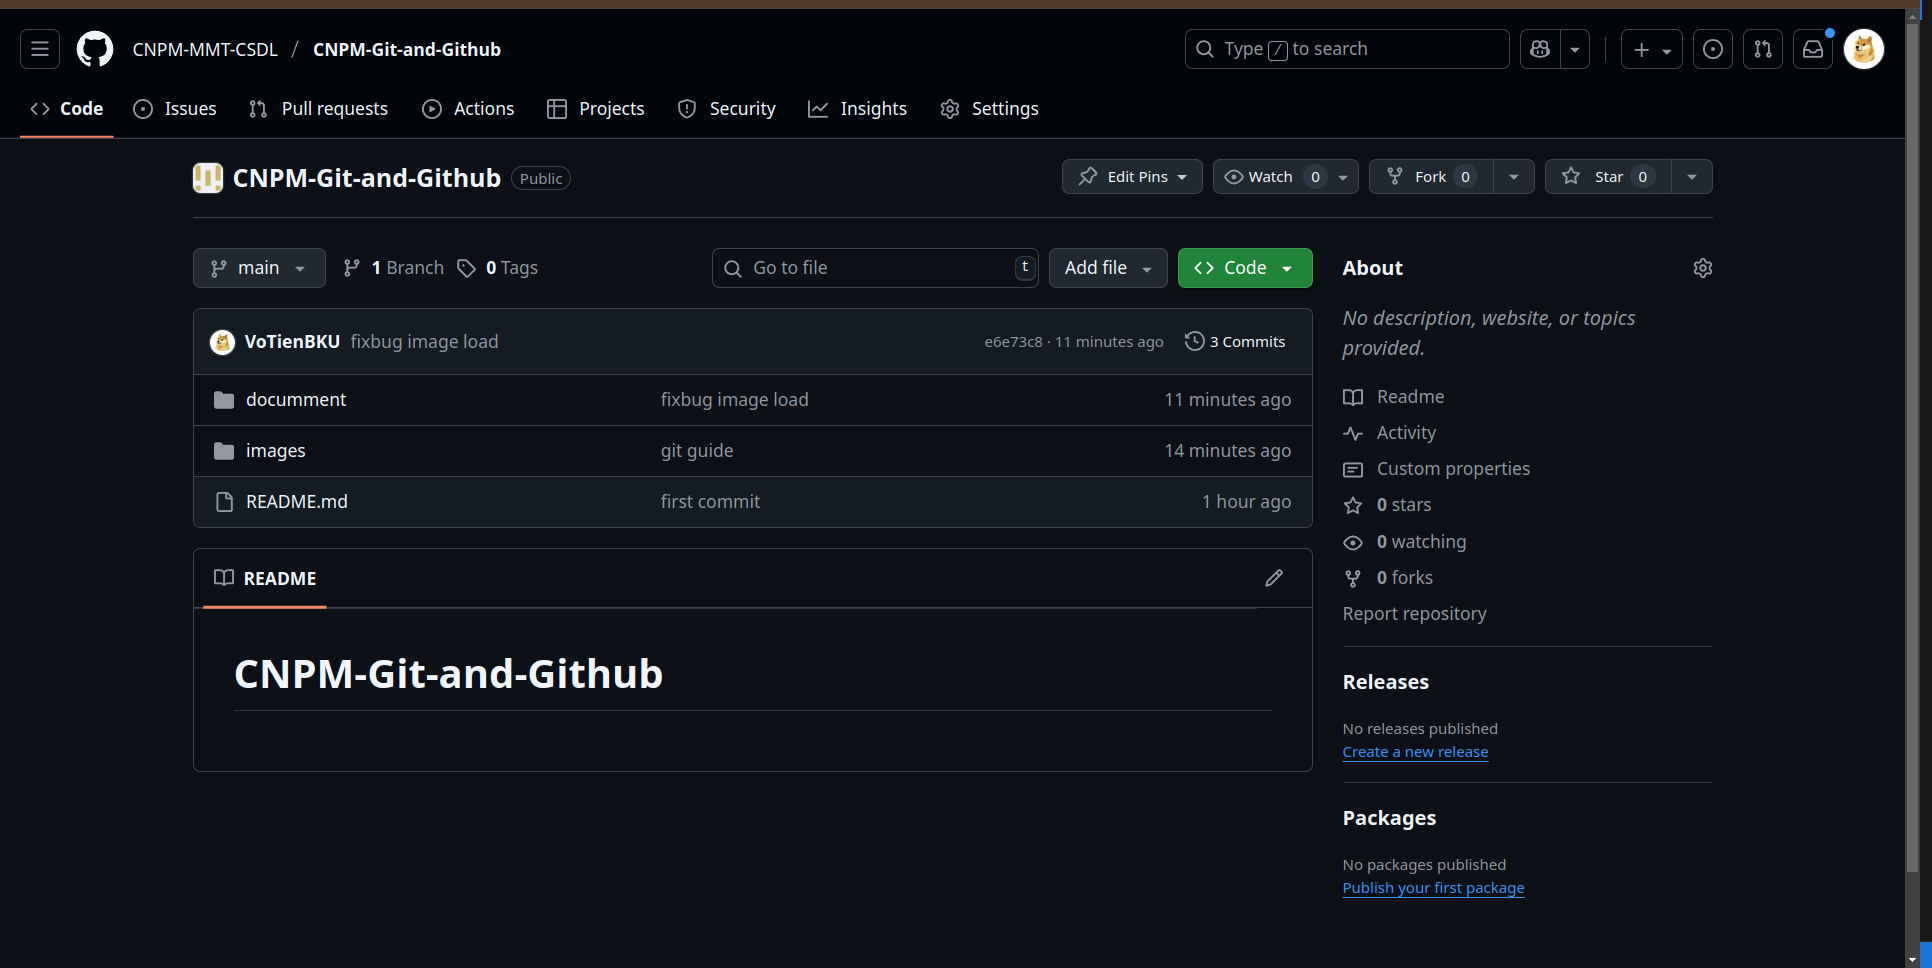 CNPM-MMT-CSDL / CNPM-Git-and-Github
Type / to search
Code Issues Pull requests Actions Projects Security Insights Settings
CNPM-Git-and-Github Public
Edit Pins Watch 0 Fork 0 Star 0
main 1 Branch 0 Tags Go to file t Add file Code
VoTienBKU fixbug image load e6e73c8 · 11 minutes ago 3 Commits
documment fixbug image load 11 minutes ago
images git guide 14 minutes ago
README.md first commit 1 hour ago
README
CNPM-Git-and-Github
About
No description, website, or topics
provided.
Readme
Activity
Custom properties
0 stars
0 watching
0 forks
Report repository
Releases
No releases published
Create a new release
Packages
No packages published
Publish your first package